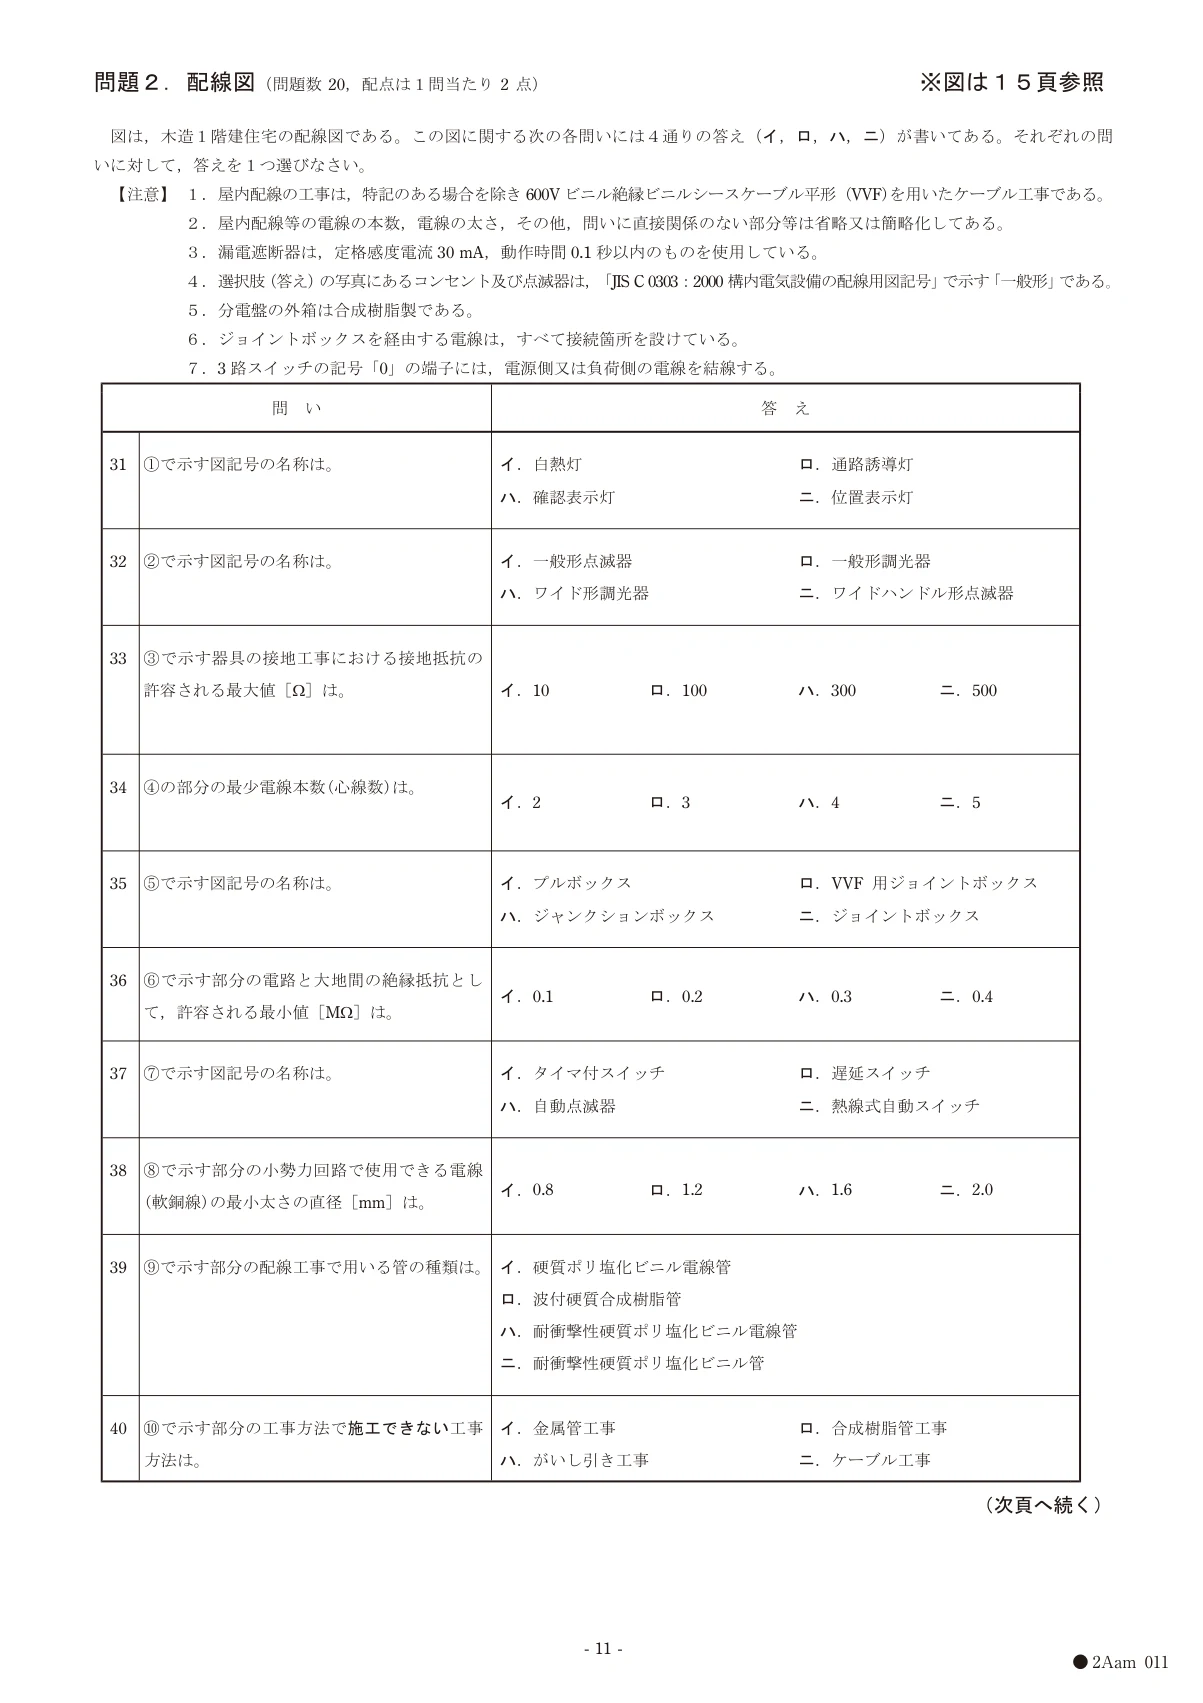 問題２．配線図（問題数 20，配点は 1 問当たり 2 点）
※図は１５頁参照
図は，木造 1 階建住宅の配線図である。この図に関する次の各問いには 4 通りの答え（イ，ロ，ハ，ニ）が書いてある。それぞれの問
いに対して，答えを 1 つ選びなさい。
【注意】 １．屋内配線の工事は，特記のある場合を除き 600V ビニル絶縁ビニルシースケーブル平形（VVF)を用いたケーブル工事である。
２．屋内配線等の電線の本数，電線の太さ，その他，問いに直接関係のない部分等は省略又は簡略化してある。
３．漏電遮断器は，定格感度電流 30 mA，動作時間 0.1 秒以内のものを使用している。
４．選択肢（答え）の写真にあるコンセント及び点滅器は，「JIS C 0303 : 2000 構内電気設備の配線用図記号」で示す「一般形」である。
５．分電盤の外箱は合成樹脂製である。
６．ジョイントボックスを経由する電線は，すべて接続箇所を設けている。
７．3 路スイッチの記号「0」の端子には，電源側又は負荷側の電線を結線する。
問 い 答 え
31 ①で示す図記号の名称は。 イ．白熱灯 ロ．通路誘導灯
ハ．確認表示灯 ニ．位置表示灯
32 ②で示す図記号の名称は。 イ．一般形点滅器 ロ．一般形調光器
ハ．ワイド形調光器 ニ．ワイドハンドル形点滅器
33 ③で示す器具の接地工事における接地抵抗の
許容される最大値［Ω］は。 イ．10 ロ．100 ハ．300 ニ．500
34 ④の部分の最少電線本数（心線数）は。
イ．2 ロ．3 ハ．4 ニ．5
35 ⑤で示す図記号の名称は。 イ．プルボックス ロ．VVF 用ジョイントボックス
ハ．ジャンクションボックス ニ．ジョイントボックス
36 ⑥で示す部分の電路と大地間の絶縁抵抗とし
イ．0.1 ロ．0.2 ハ．0.3 ニ．0.4
て，許容される最小値［MΩ］は。
37 ⑦で示す図記号の名称は。 イ．タイマ付スイッチ ロ．遅延スイッチ
ハ．自動点滅器 ニ．熱線式自動スイッチ
38 ⑧で示す部分の小勢力回路で使用できる電線
イ．0.8 ロ．1.2 ハ．1.6 ニ．2.0
（軟銅線）の最小太さの直径［mm］は。
39 ⑨で示す部分の配線工事で用いる管の種類は。 イ．硬質ポリ塩化ビニル電線管
ロ．波付硬質合成樹脂管
ハ．耐衝撃性硬質ポリ塩化ビニル電線管
ニ．耐衝撃性硬質ポリ塩化ビニル管
40 ⑩で示す部分の工事方法で施工できない工事 イ．金属管工事 ロ．合成樹脂管工事
方法は。 ハ．がいし引き工事 ニ．ケーブル工事
（次頁へ続く）
- 11 -
●2Aam 011